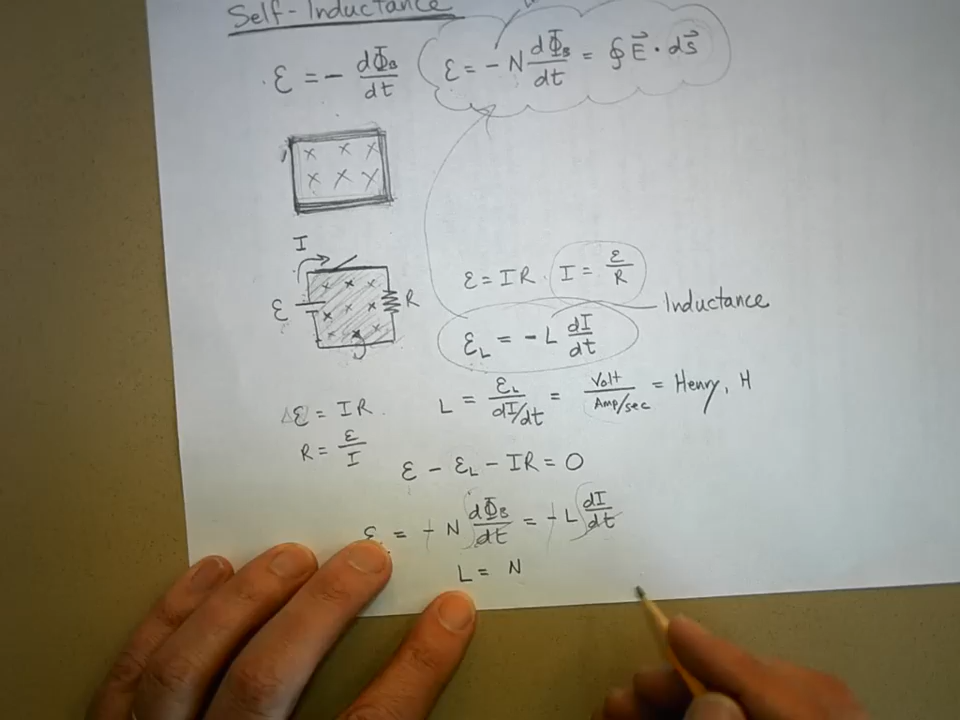 Self-Inductance
ε = - dΦB/dt
ε = - N dΦB/dt = ∮ E⃗ · ds⃗
x x x
x x x
I
ε
R
x x x
x x x
x x x
ε = IR
I = ε/R
Inductance
εL = - L dI/dt
L = εL/dI/dt = Volt/Amp/sec = Henry, H
Δε = IR
R = ε/I
ε - εL - IR = 0
ε = - N dΦB/dt = - L dI/dt
L = N